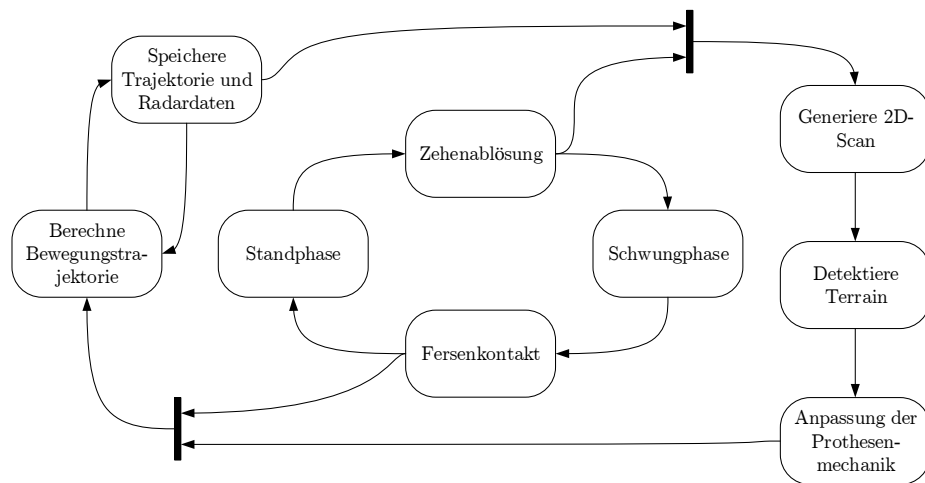 Speichere
Trajektorie und
Radardaten
Zehenablösung
Generiere 2D-
Scan
Berechne
Bewegungstra-
jektorie
Standphase
Schwungphase
Detektiere
Terrain
Fersenkontakt
Anpassung der
Prothesen-
mechanik